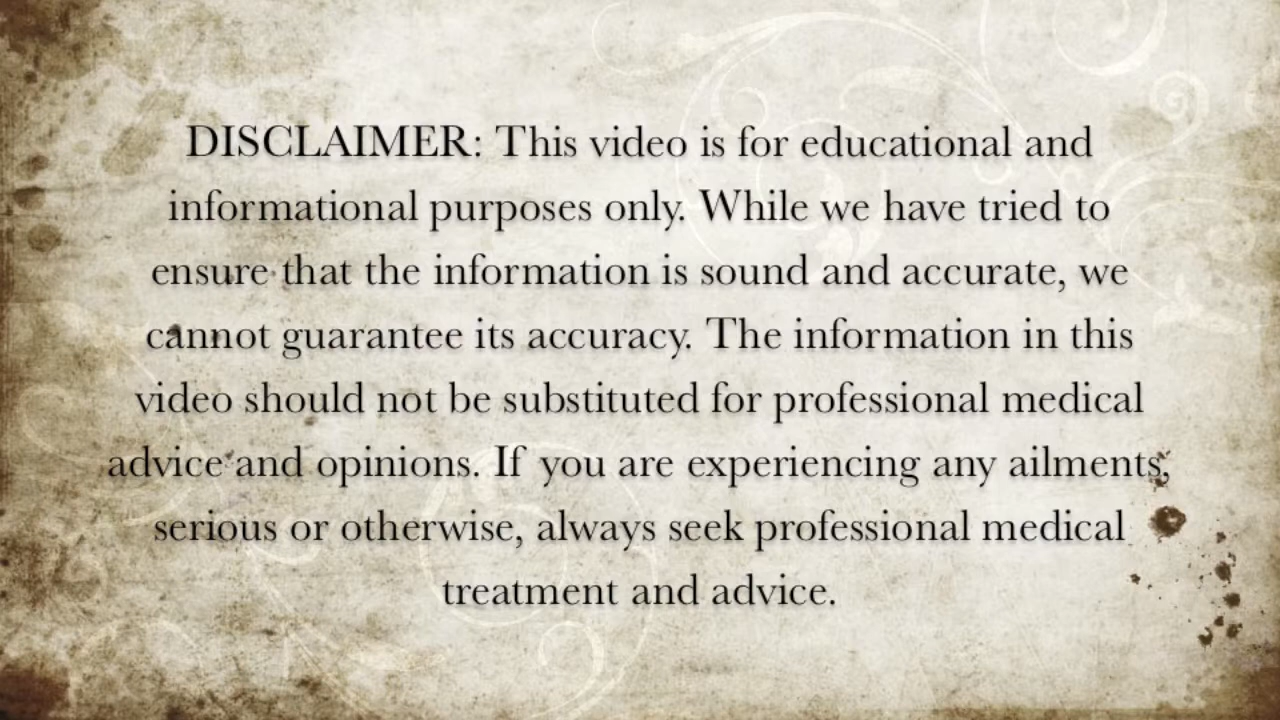 DISCLAIMER: This video is for educational and
informational purposes only. While we have tried to
ensure that the information is sound and accurate, we
cannot guarantee its accuracy. The information in this
video should not be substituted for professional medical
advice and opinions. If you are experiencing any ailments,
serious or otherwise, always seek professional medical
treatment and advice.